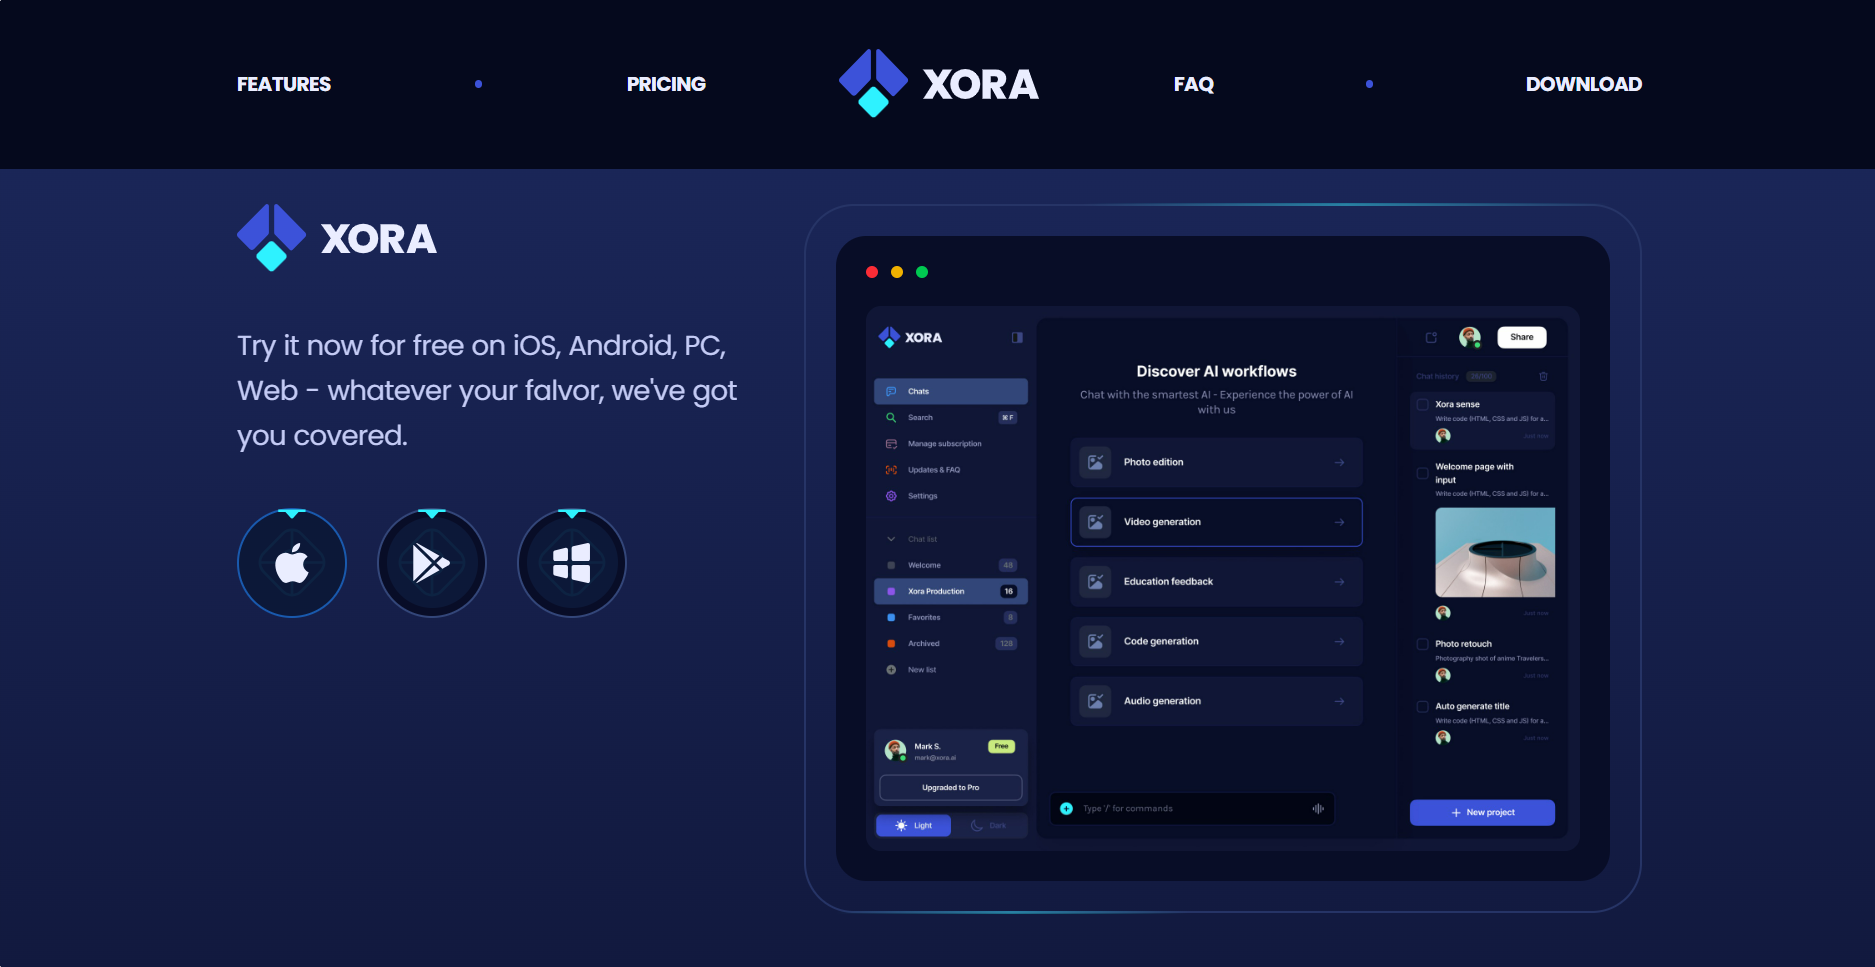 FEATURES
PRICING
XORA
FAQ
DOWNLOAD
XORA
Try it now for free on iOS, Android, PC,
Web - whatever your falvor, we've got
you covered.
XORA
Chats
Search
⌘ F
Manage subscription
Updates & FAQ
Settings
Chat list
Welcome
48
Xora Production
16
Favorites
8
Archived
128
New list
Mark S.
Free
mark@xora.ai
Upgraded to Pro
Light
Dark
Discover AI workflows
Chat with the smartest AI - Experience the power of AI
with us
Photo edition
Video generation
Education feedback
Code generation
Audio generation
Type '/' for commands
Share
Chat history
26/100
Xora sense
Write code (HTML, CSS and JS) for a...
Just now
Welcome page with
input
Write code (HTML, CSS and JS) for a...
Just now
Photo retouch
Photography shot of anime Travelers...
Just now
Auto generate title
Write code (HTML, CSS and JS) for a...
Just now
New project